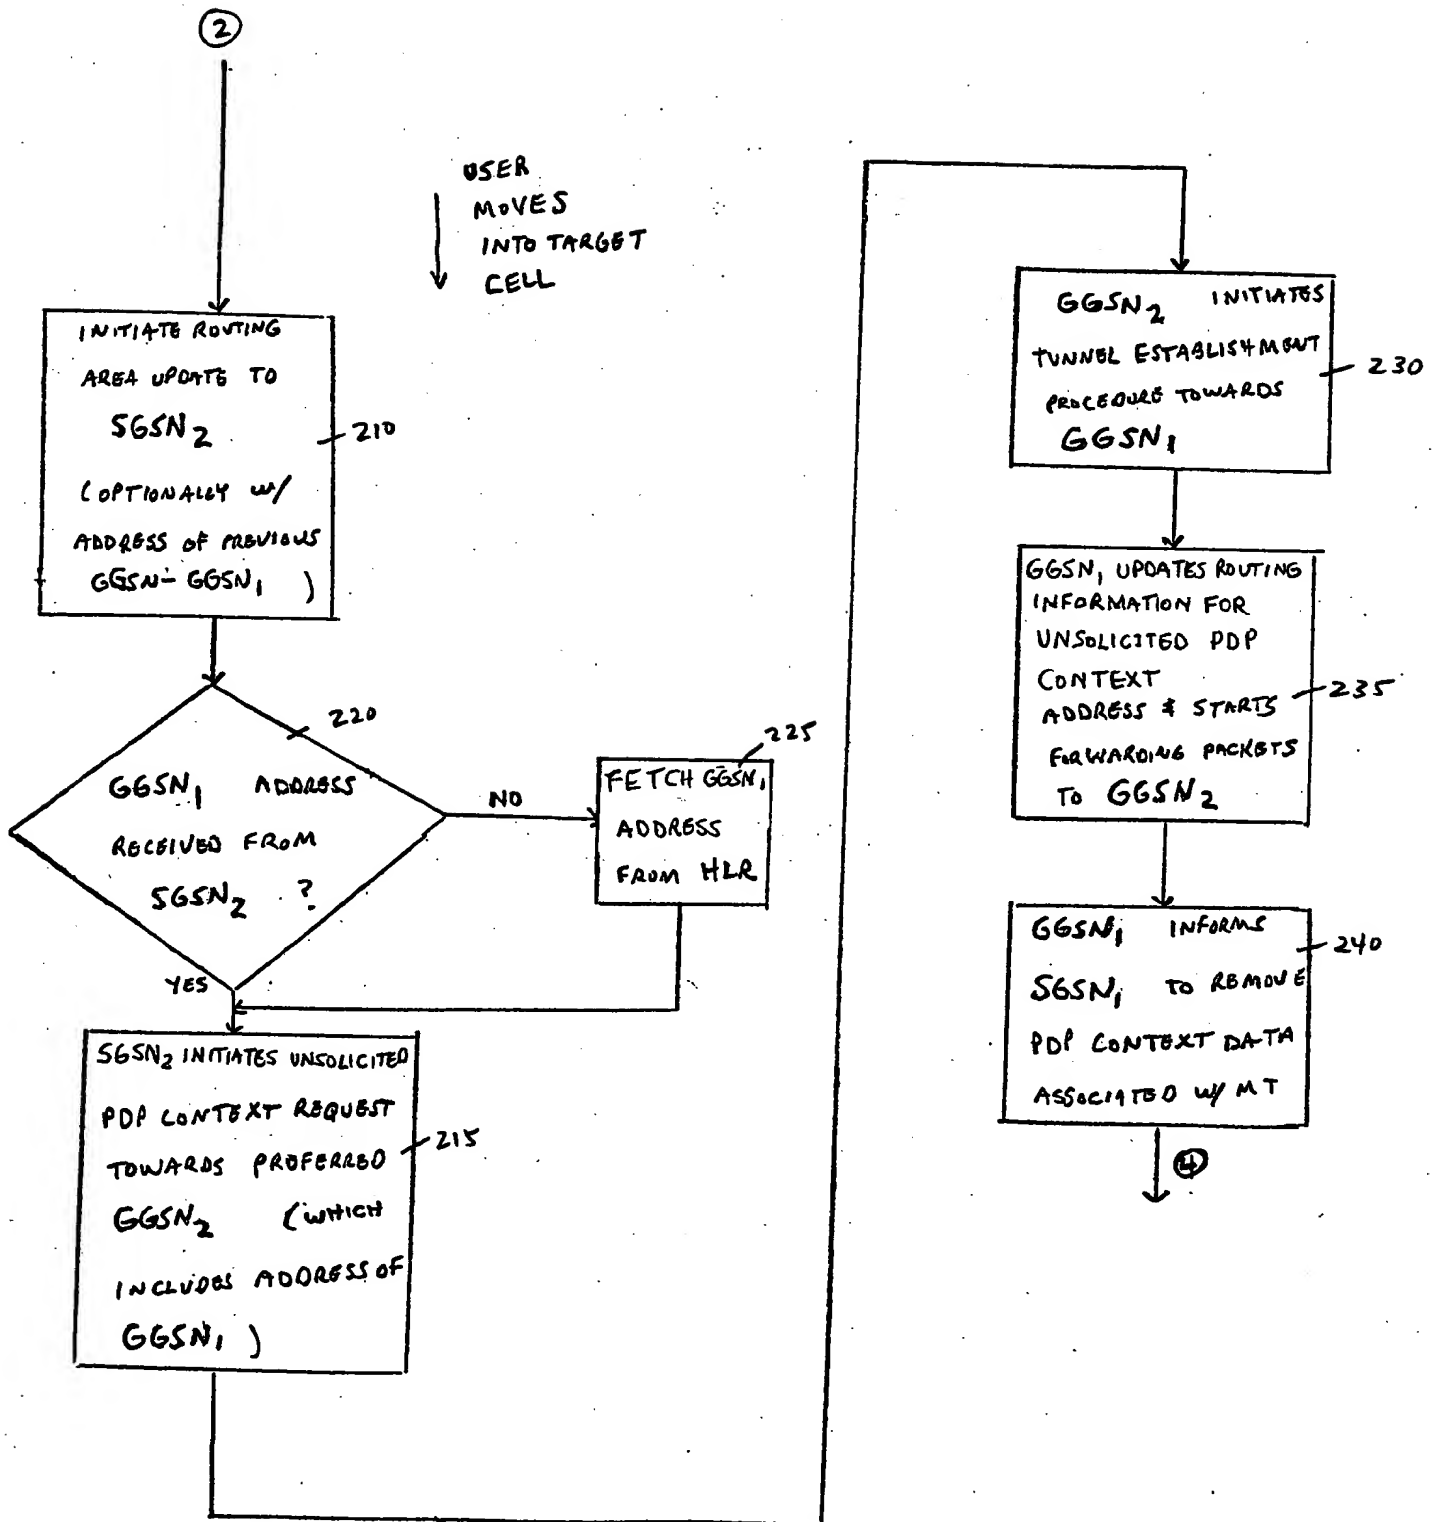 2
USER
MOVES
INTO TARGET
CELL
INITIATE ROUTING
AREA UPDATE TO
SGSN2
(OPTIONALLY W/
ADDRESS OF PREVIOUS
GGSN- GGSN1 )
210
220
GGSN1 ADDRESS
RECEIVED FROM
SGSN2 ?
NO
YES
225
FETCH GGSN1
ADDRESS
FROM HLR
SGSN2 INITIATES UNSOLICITED
PDP CONTEXT REQUEST
TOWARDS PREFERRED
GGSN2 (WHICH
INCLUDES ADDRESS OF
GGSN1 )
215
GGSN2 INITIATES
TUNNEL ESTABLISHMENT
PROCEDURE TOWARDS
GGSN1
230
GGSN1 UPDATES ROUTING
INFORMATION FOR
UNSOLICITED PDP
CONTEXT
ADDRESS & STARTS
FORWARDING PACKETS
TO GGSN2
235
GGSN1 INFORMS
SGSN1 TO REMOVE
PDP CONTEXT DATA
ASSOCIATED W/ MT
240
4